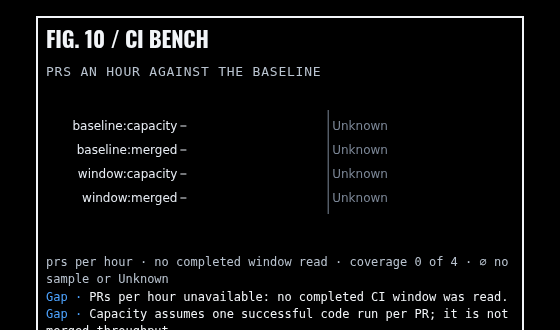 FIG. 10 / CI BENCH
PRS AN HOUR AGAINST THE BASELINE
baseline:capacity Unknown
baseline:merged Unknown
window:capacity Unknown
window:merged Unknown
prs per hour · no completed window read · coverage 0 of 4 · ∅ no
sample or Unknown
Gap · PRs per hour unavailable: no completed CI window was read.
Gap · Capacity assumes one successful code run per PR; it is not
merged throughput